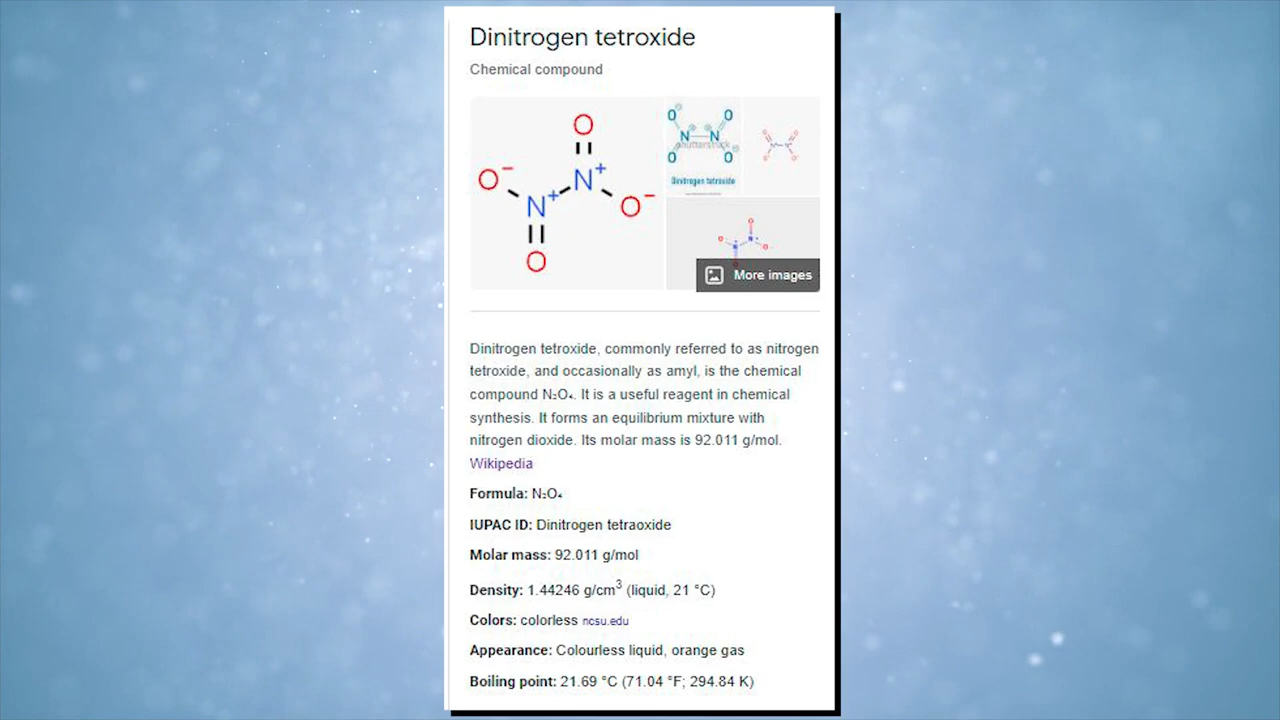 Dinitrogen tetroxide
Chemical compound
O
O⁻ N⁺
N⁺ O⁻
O
O O
N N
shutterstock
O O
Dinitrogen tetroxide
More images
Dinitrogen tetroxide, commonly referred to as nitrogen
tetroxide, and occasionally as amyl, is the chemical
compound N₂O₄. It is a useful reagent in chemical
synthesis. It forms an equilibrium mixture with
nitrogen dioxide. Its molar mass is 92.011 g/mol.
Wikipedia
Formula: N₂O₄
IUPAC ID: Dinitrogen tetraoxide
Molar mass: 92.011 g/mol
Density: 1.44246 g/cm³ (liquid, 21 °C)
Colors: colorless ncsu.edu
Appearance: Colourless liquid, orange gas
Boiling point: 21.69 °C (71.04 °F; 294.84 K)